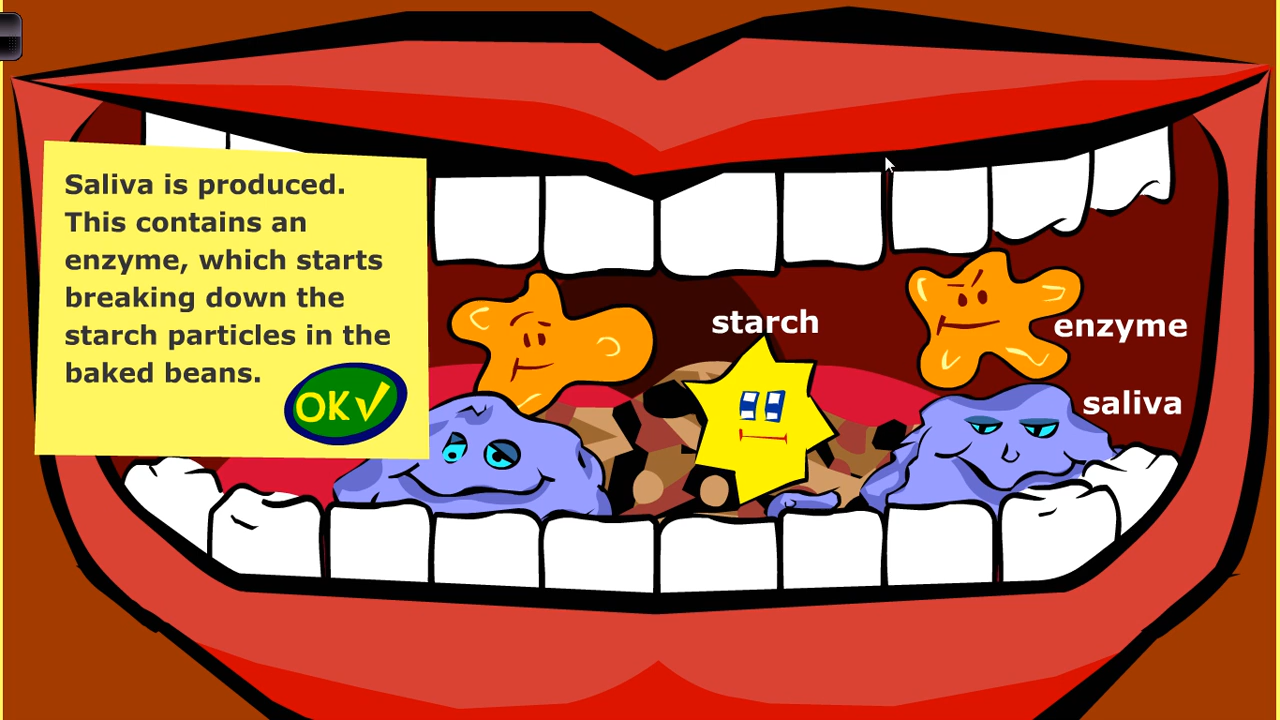 Saliva is produced.
This contains an
enzyme, which starts
breaking down the
starch particles in the
baked beans.
OK
starch
enzyme
saliva